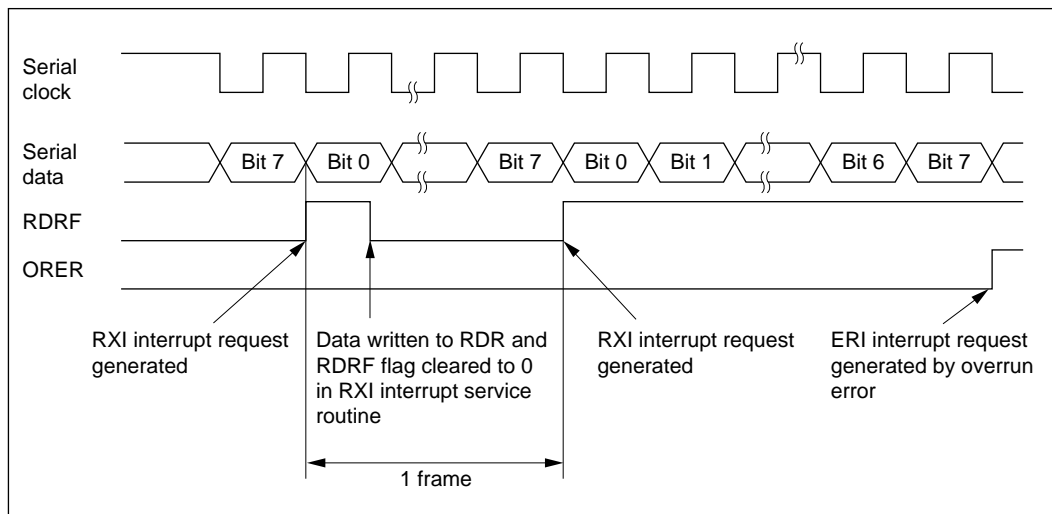 Serial
clock
Serial
data
Bit 7 Bit 0 Bit 7 Bit 0 Bit 1 Bit 6 Bit 7
RDRF
ORER
RXI interrupt request
generated
Data written to RDR and
RDRF flag cleared to 0
in RXI interrupt service
routine
RXI interrupt request
generated
ERI interrupt request
generated by overrun
error
1 frame